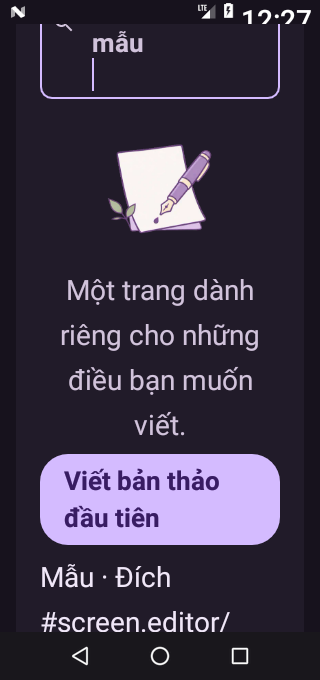 LTE 12:27
mẫu
Một trang dành
riêng cho những
điều bạn muốn
viết.
Viết bản thảo
đầu tiên
Mẫu · Đích
#screen.editor/